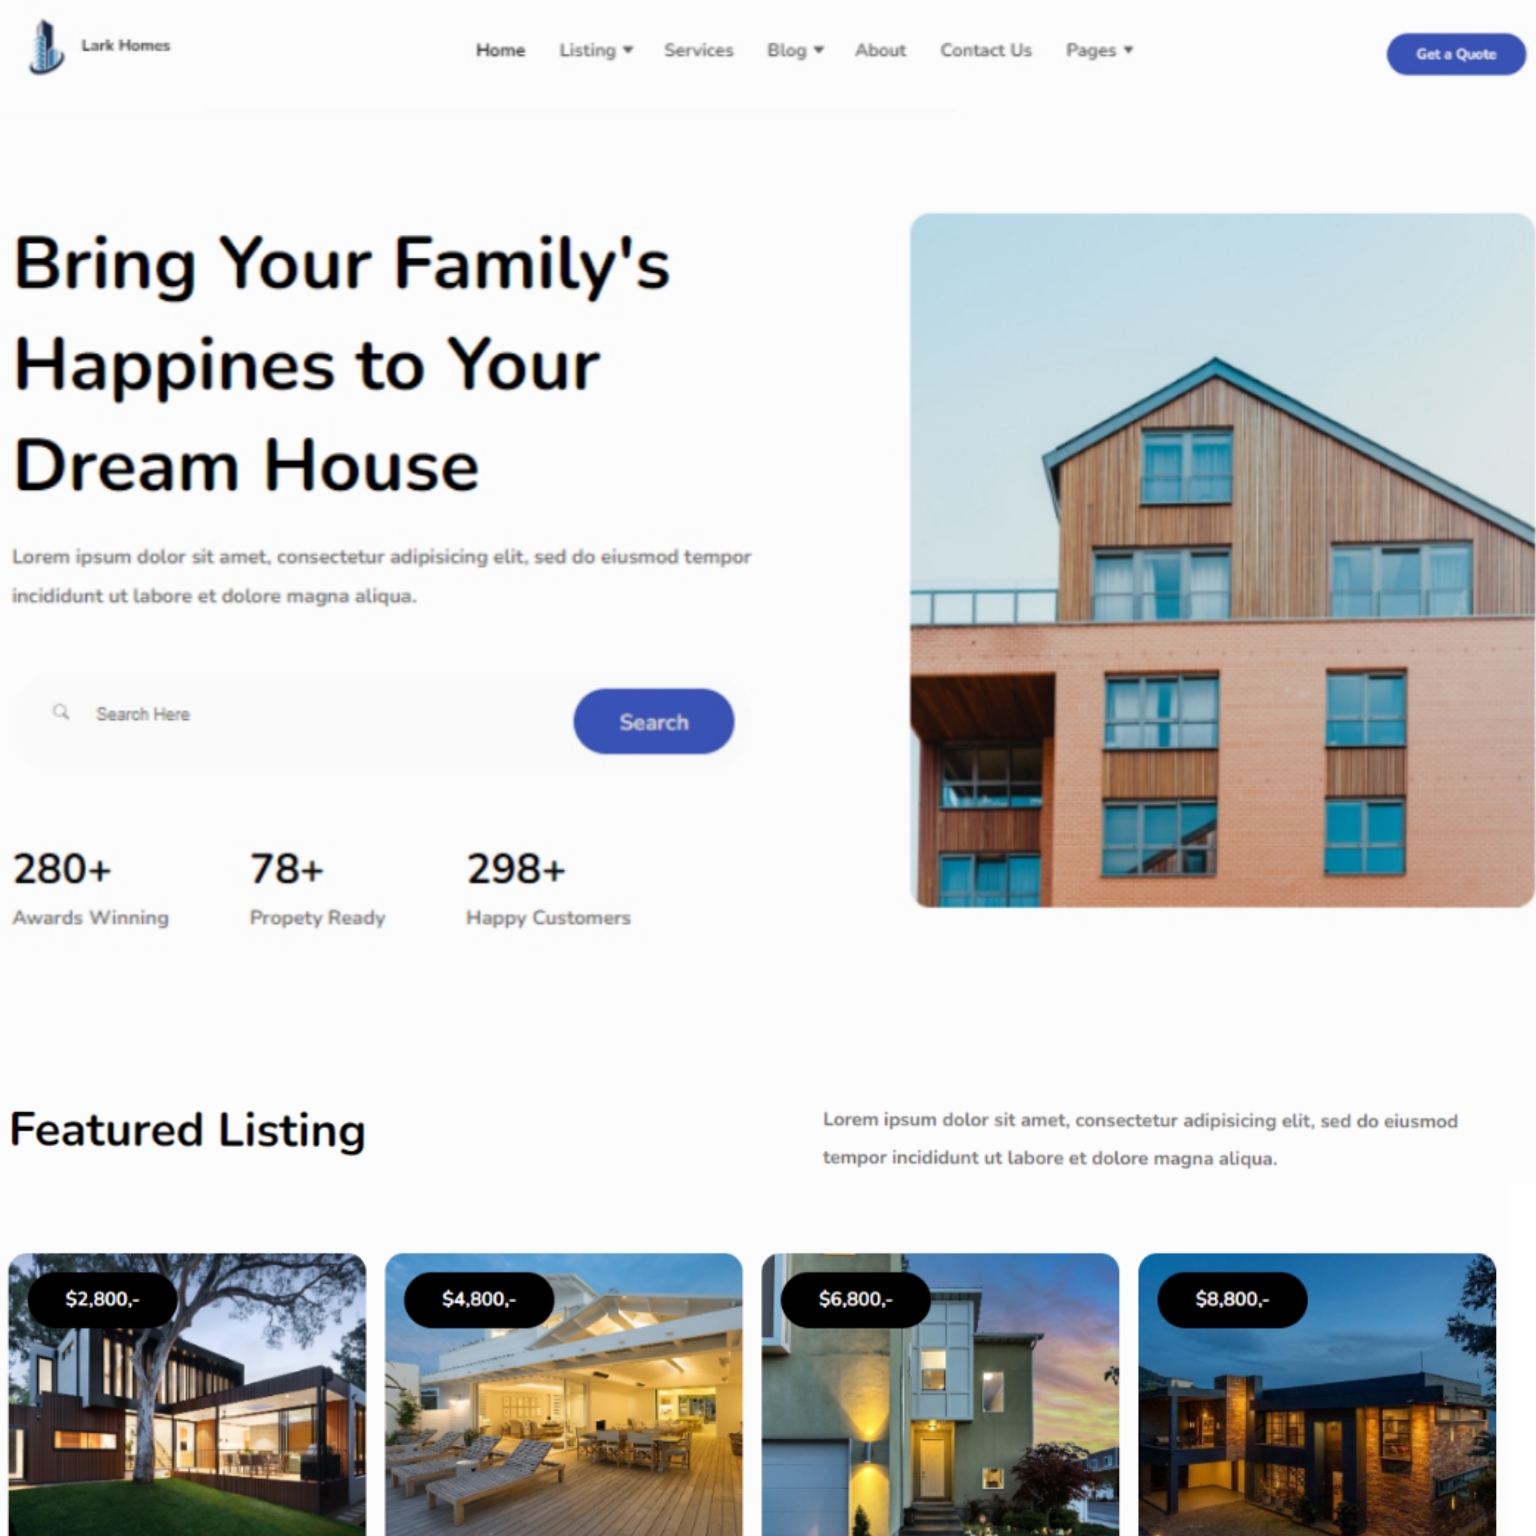 Lark Homes
Home Listing Services Blog About Contact Us Pages
Get a Quote
Bring Your Family's
Happines to Your
Dream House
Lorem ipsum dolor sit amet, consectetur adipisicing elit, sed do eiusmod tempor
incididunt ut labore et dolore magna aliqua.
Search Here
Search
280+ 78+ 298+
Awards Winning Propety Ready Happy Customers
Featured Listing
Lorem ipsum dolor sit amet, consectetur adipisicing elit, sed do eiusmod
tempor incididunt ut labore et dolore magna aliqua.
$2,800,- $4,800,- $6,800,- $8,800,-